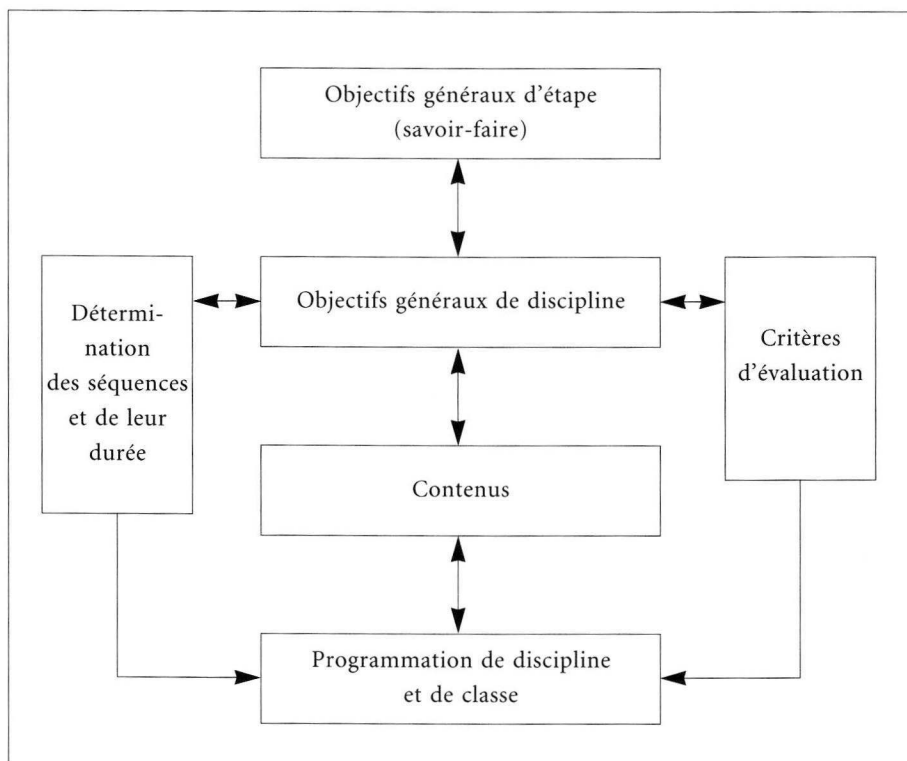 Objectifs généraux d'étape
(savoir-faire)
Objectifs généraux de discipline
Détermi-
nation
des séquences
et de leur
durée
Critères
d'évaluation
Contenus
Programmation de discipline
et de classe